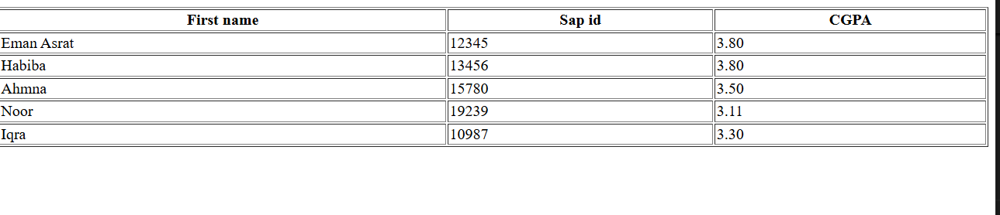 First name Sap id CGPA
Eman Asrat 12345 3.80
Habiba 13456 3.80
Ahmna 15780 3.50
Noor 19239 3.11
Iqra 10987 3.30